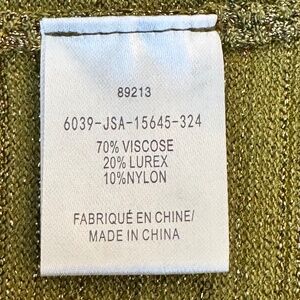 89213
6039-JSA-15645-324
70% VISCOSE
20% LUREX
10%NYLON
FABRIQUÉ EN CHINE/
MADE IN CHINA